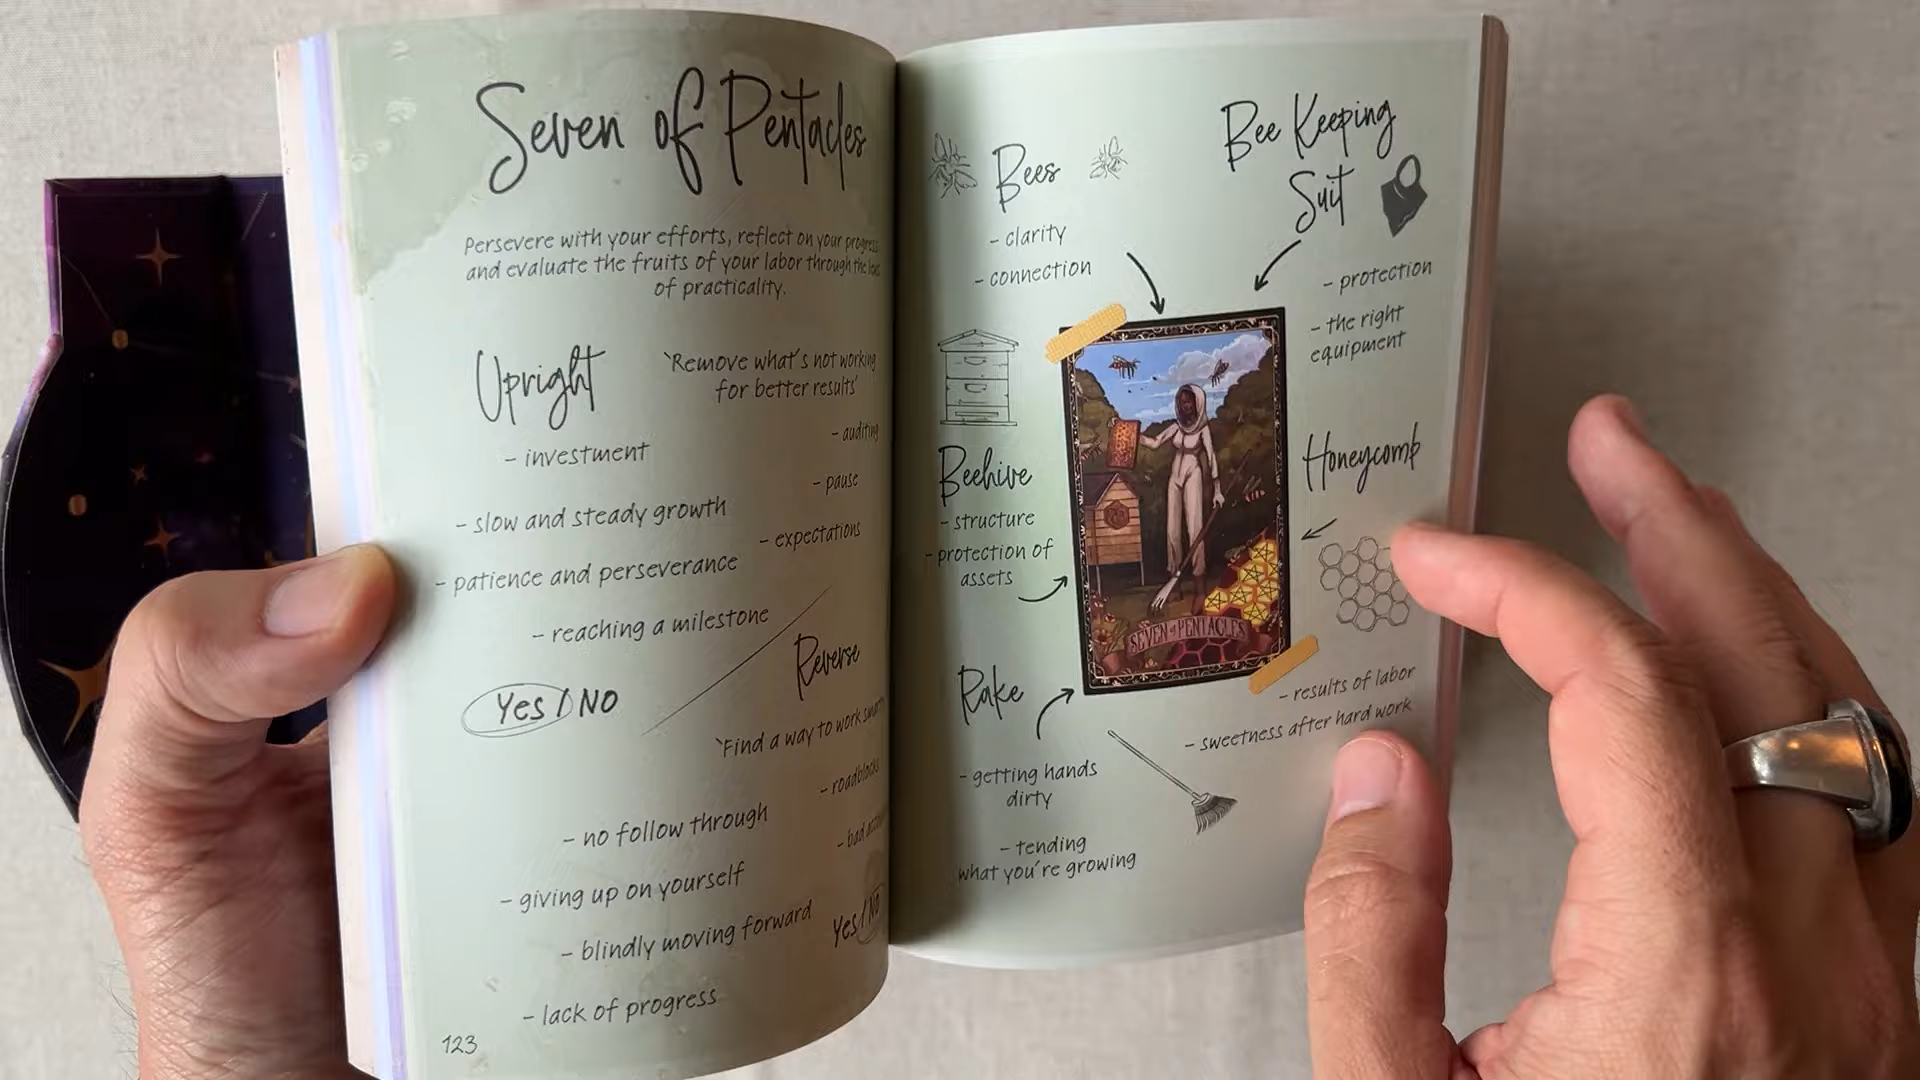 Seven of Pentacles
Persevere with your efforts, reflect on your progress
and evaluate the fruits of your labor through the
of practicality.
Upright
'Remove what's not working
for better results'
- auditing
- investment
- pause
- slow and steady growth
- expectations
- patience and perseverance
- reaching a milestone
Yes / NO
Reverse
'Find a way to work
- roadblocks
- no follow through
- bad
- giving up on yourself
- blindly moving forward
Yes / NO
- lack of progress
123
Bees
- clarity
- connection
Bee Keeping
Suit
- protection
- the right
equipment
Beehive
- structure
- protection of
assets
Honeycomb
SEVEN of PENTACLES
- results of labor
- sweetness after hard work
Rake
- getting hands
dirty
- tending
what you're growing